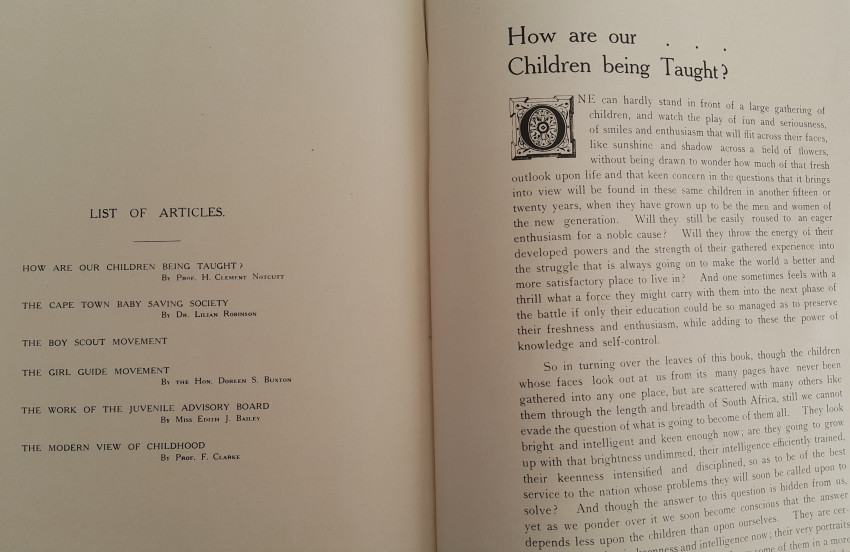 LIST OF ARTICLES.
HOW ARE OUR CHILDREN BEING TAUGHT?
By Prof. H. Clement Notcutt
THE CAPE TOWN BABY SAVING SOCIETY
By Dr. Lilian Robinson
THE BOY SCOUT MOVEMENT
THE GIRL GUIDE MOVEMENT
By the Hon. Doreen S. Buxton
THE WORK OF THE JUVENILE ADVISORY BOARD
By Miss Edith J. Bailey
THE MODERN VIEW OF CHILDHOOD
By Prof. F. Clarke
How are our . . .
Children being Taught?
ONE can hardly stand in front of a large gathering of
children, and watch the play of fun and seriousness,
of smiles and enthusiasm that will flit across their faces,
like sunshine and shadow across a field of flowers,
without being drawn to wonder how much of that fresh
outlook upon life and that keen concern in the questions that it brings
into view will be found in these same children in another fifteen or
twenty years, when they have grown up to be the men and women of
the new generation. Will they still be easily roused to an eager
enthusiasm for a noble cause? Will they throw the energy of their
developed powers and the strength of their gathered experience into
the struggle that is always going on to make the world a better and
more satisfactory place to live in? And one sometimes feels with a
thrill what a force they might carry with them into the next phase of
the battle if only their education could be so managed as to preserve
their freshness and enthusiasm, while adding to these the power of
knowledge and self-control.
So in turning over the leaves of this book, though the children
whose faces look out at us from its many pages have never been
gathered into any one place, but are scattered with many others like
them through the length and breadth of South Africa, still we cannot
evade the question of what is going to become of them all. They look
bright and intelligent and keen enough now; are they going to grow
up with that brightness undimmed, their intelligence efficiently trained,
their keenness intensified and disciplined, so as to be of the best
service to the nation whose problems they will soon be called upon to
solve? And though the answer to this question is hidden from us,
yet as we ponder over it we soon become conscious that the answer
depends less upon the children than upon ourselves. They are cer-
keenness and intelligence now; their very portraits
some of them in a more